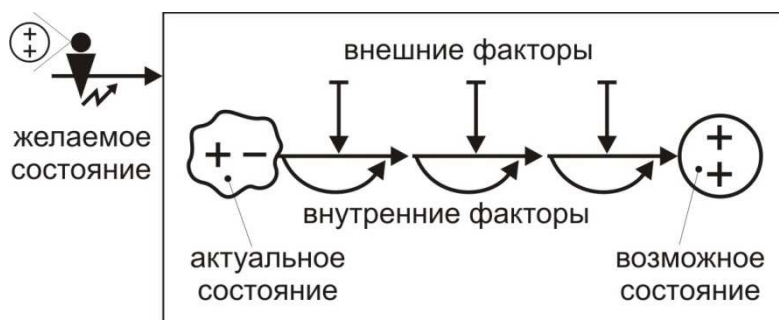 внешние факторы
желаемое
состояние
+ -
+
+
+
+
внутренние факторы
актуальное
состояние
возможное
состояние